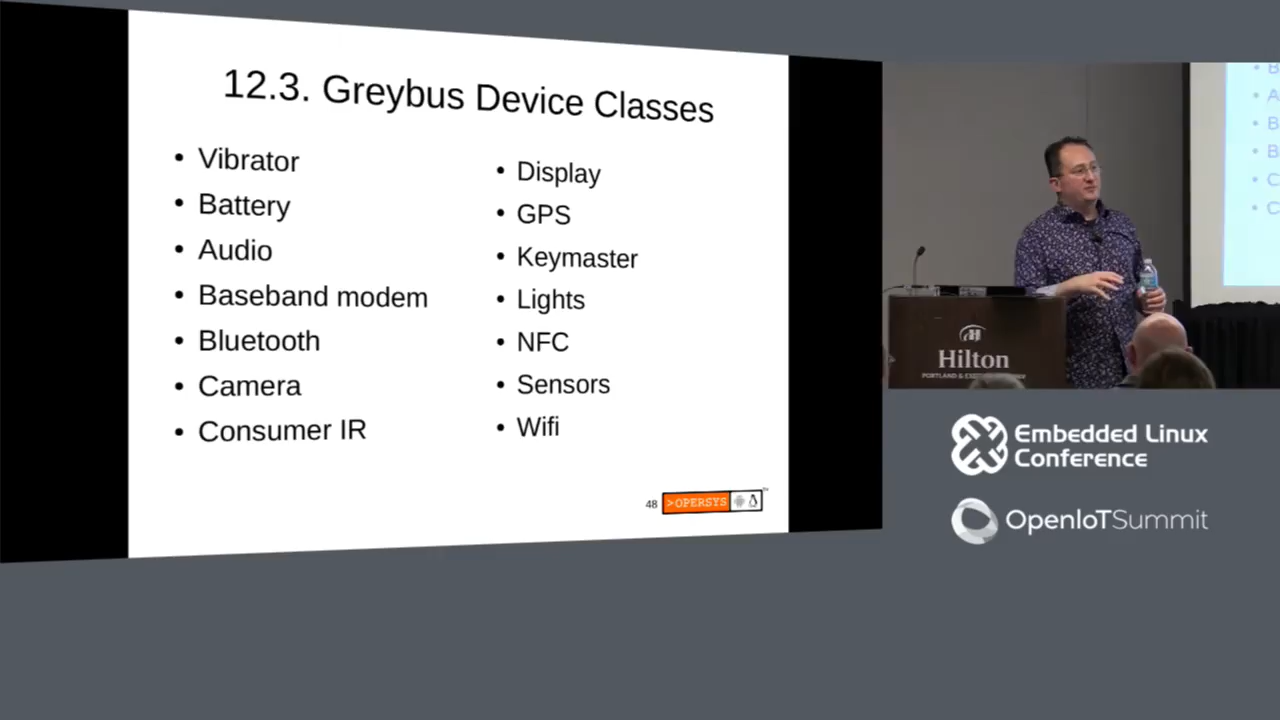 12.3. Greybus Device Classes
• Vibrator
• Battery
• Audio
• Baseband modem
• Bluetooth
• Camera
• Consumer IR
• Display
• GPS
• Keymaster
• Lights
• NFC
• Sensors
• Wifi
48
>OPERSYS
B
• A
• B
• B
• C
• C
Hilton
Embedded Linux
Conference
OpenIoTSummit